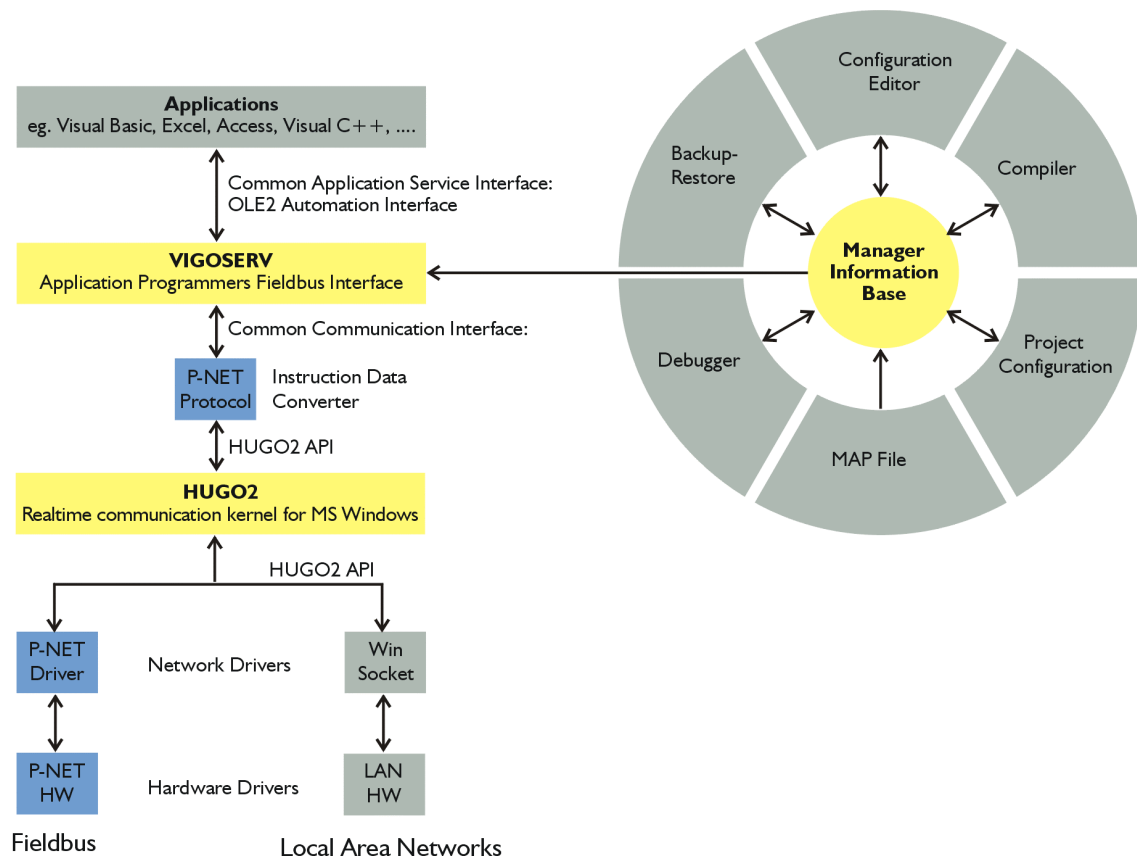 Applications
eg. Visual Basic, Excel, Access, Visual C++, ....
Common Application Service Interface:
OLE2 Automation Interface
VIGOSERV
Application Programmers Fieldbus Interface
Common Communication Interface:
P-NET
Protocol
Instruction Data
Converter
HUGO2 API
HUGO2
Realtime communication kernel for MS Windows
HUGO2 API
P-NET
Driver
Network Drivers
Win
Socket
P-NET
HW
Hardware Drivers
LAN
HW
Fieldbus
Local Area Networks
Configuration
Editor
Backup-
Restore
Compiler
Manager
Information
Base
Debugger
Project
Configuration
MAP File